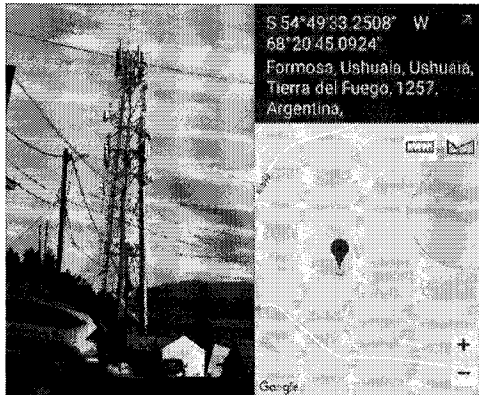 S 54°49'33.2508" W
68°20'45.0924"
Formosa, Ushuaia, Ushuaia,
Tierra del Fuego, 1257,
Argentina,
+
−
Google